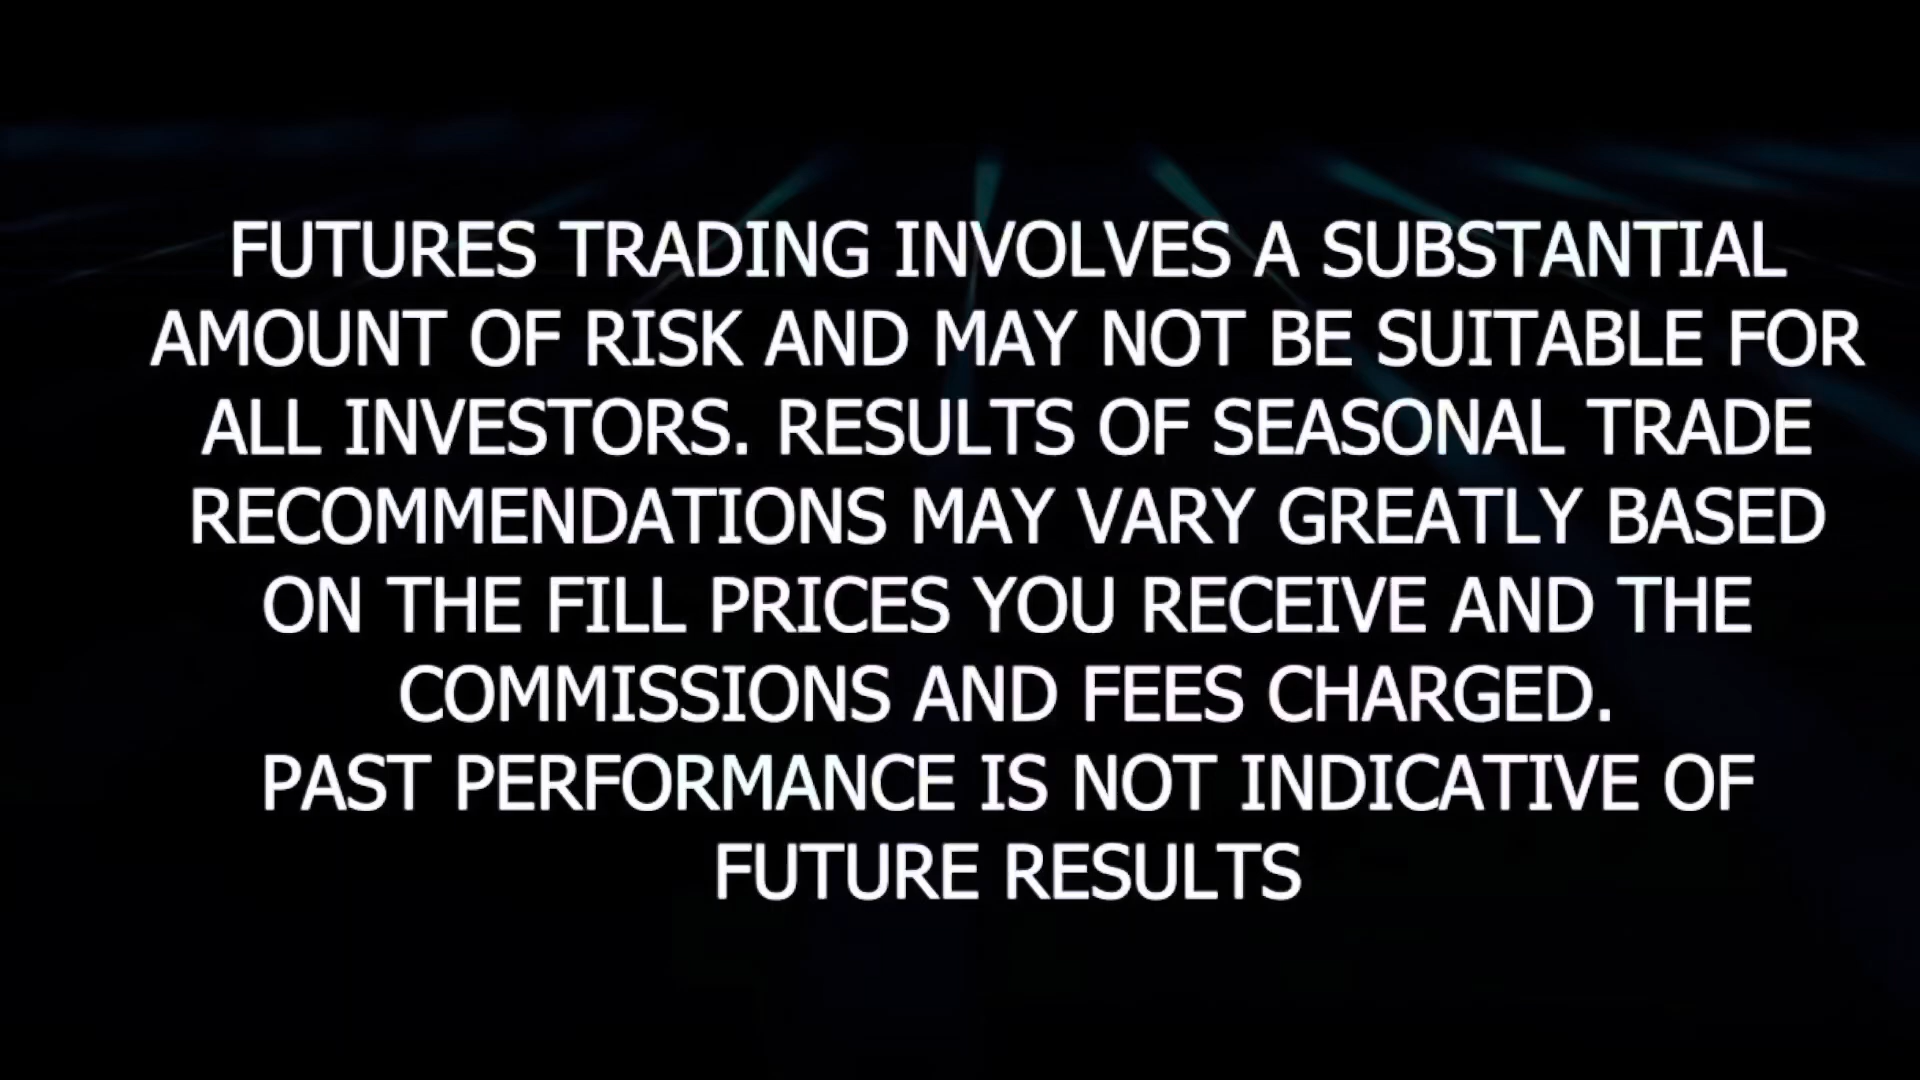 FUTURES TRADING INVOLVES A SUBSTANTIAL
AMOUNT OF RISK AND MAY NOT BE SUITABLE FOR
ALL INVESTORS. RESULTS OF SEASONAL TRADE
RECOMMENDATIONS MAY VARY GREATLY BASED
ON THE FILL PRICES YOU RECEIVE AND THE
COMMISSIONS AND FEES CHARGED.
PAST PERFORMANCE IS NOT INDICATIVE OF
FUTURE RESULTS